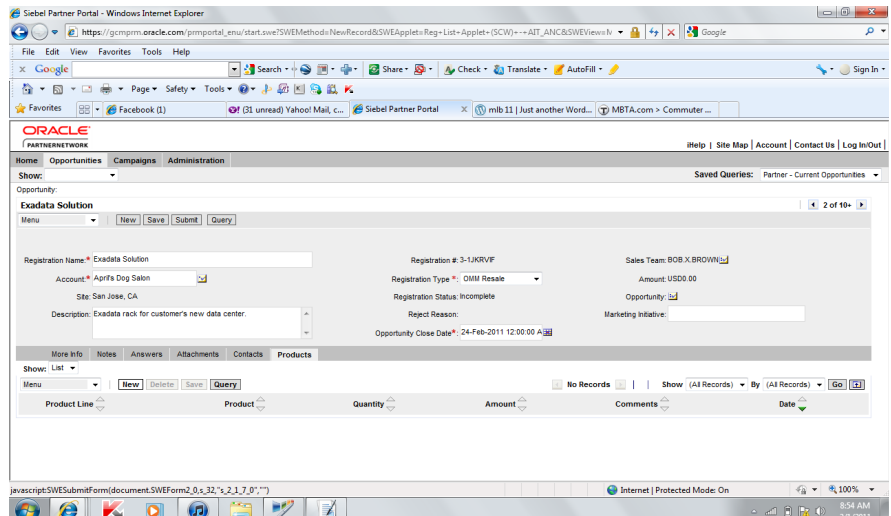 Siebel Partner Portal - Windows Internet Explorer
https://gcmprm.oracle.com/prmportal_enu/start.swe?SWEMethod=NewRecord&SWEApplet=Reg+List+Applet+(SCW)+-+AIT_ANC&SWEView=
Google
File Edit View Favorites Tools Help
x Google Search Share Check Translate AutoFill Sign In
Page Safety Tools
Favorites Facebook (1) (31 unread) Yahoo! Mail, c... Siebel Partner Portal X mlb 11 | Just another Word... MBTA.com > Commuter ...
ORACLE
PARTNERNETWORK
iHelp | Site Map | Account | Contact Us | Log In/Out |
Home Opportunities Campaigns Administration
Show: Saved Queries: Partner - Current Opportunities
Opportunity:
Exadata Solution 2 of 10+
Menu New Save Submit Query
Registration Name:* Exadata Solution Registration #: 3-1JKRVIF Sales Team: BOB.X.BROWN
Account:* April's Dog Salon Registration Type *: OMM Resale Amount: USD0.00
Site: San Jose, CA Registration Status: Incomplete Opportunity:
Description: Exadata rack for customer's new data center. Reject Reason: Marketing Initiative:
Opportunity Close Date*: 24-Feb-2011 12:00:00 A
More Info Notes Answers Attachments Contacts Products
Show: List
Menu New Delete Save Query No Records Show (All Records) By (All Records) Go
Product Line Product Quantity Amount Comments Date
javascript:SWESubmitForm(document.SWEForm2_0,s_32,"s_2_1_7_0","") Internet | Protected Mode: On 100%
8:54 AM